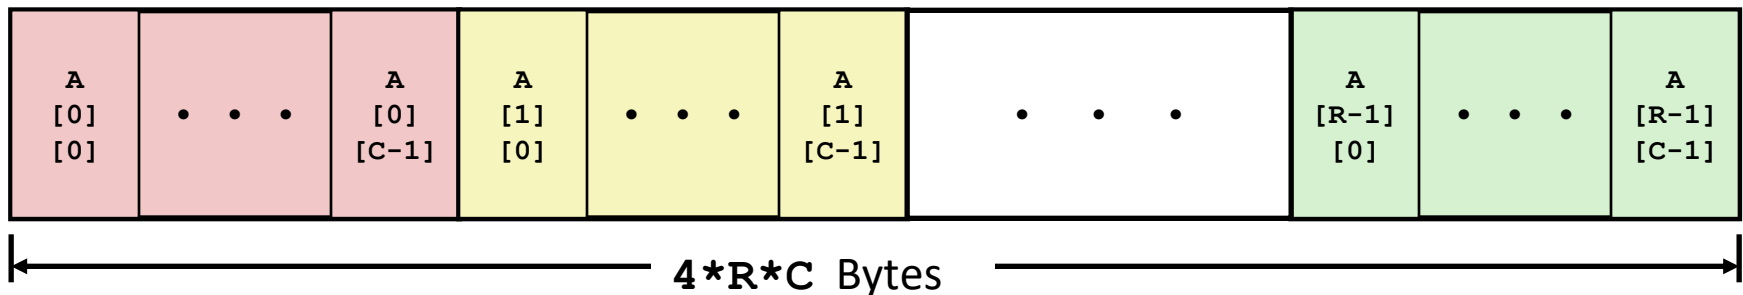 A
[0]
[0]
• • •
A
[0]
[C-1]
A
[1]
[0]
• • •
A
[1]
[C-1]
• • •
A
[R-1]
[0]
• • •
A
[R-1]
[C-1]
4*R*C Bytes